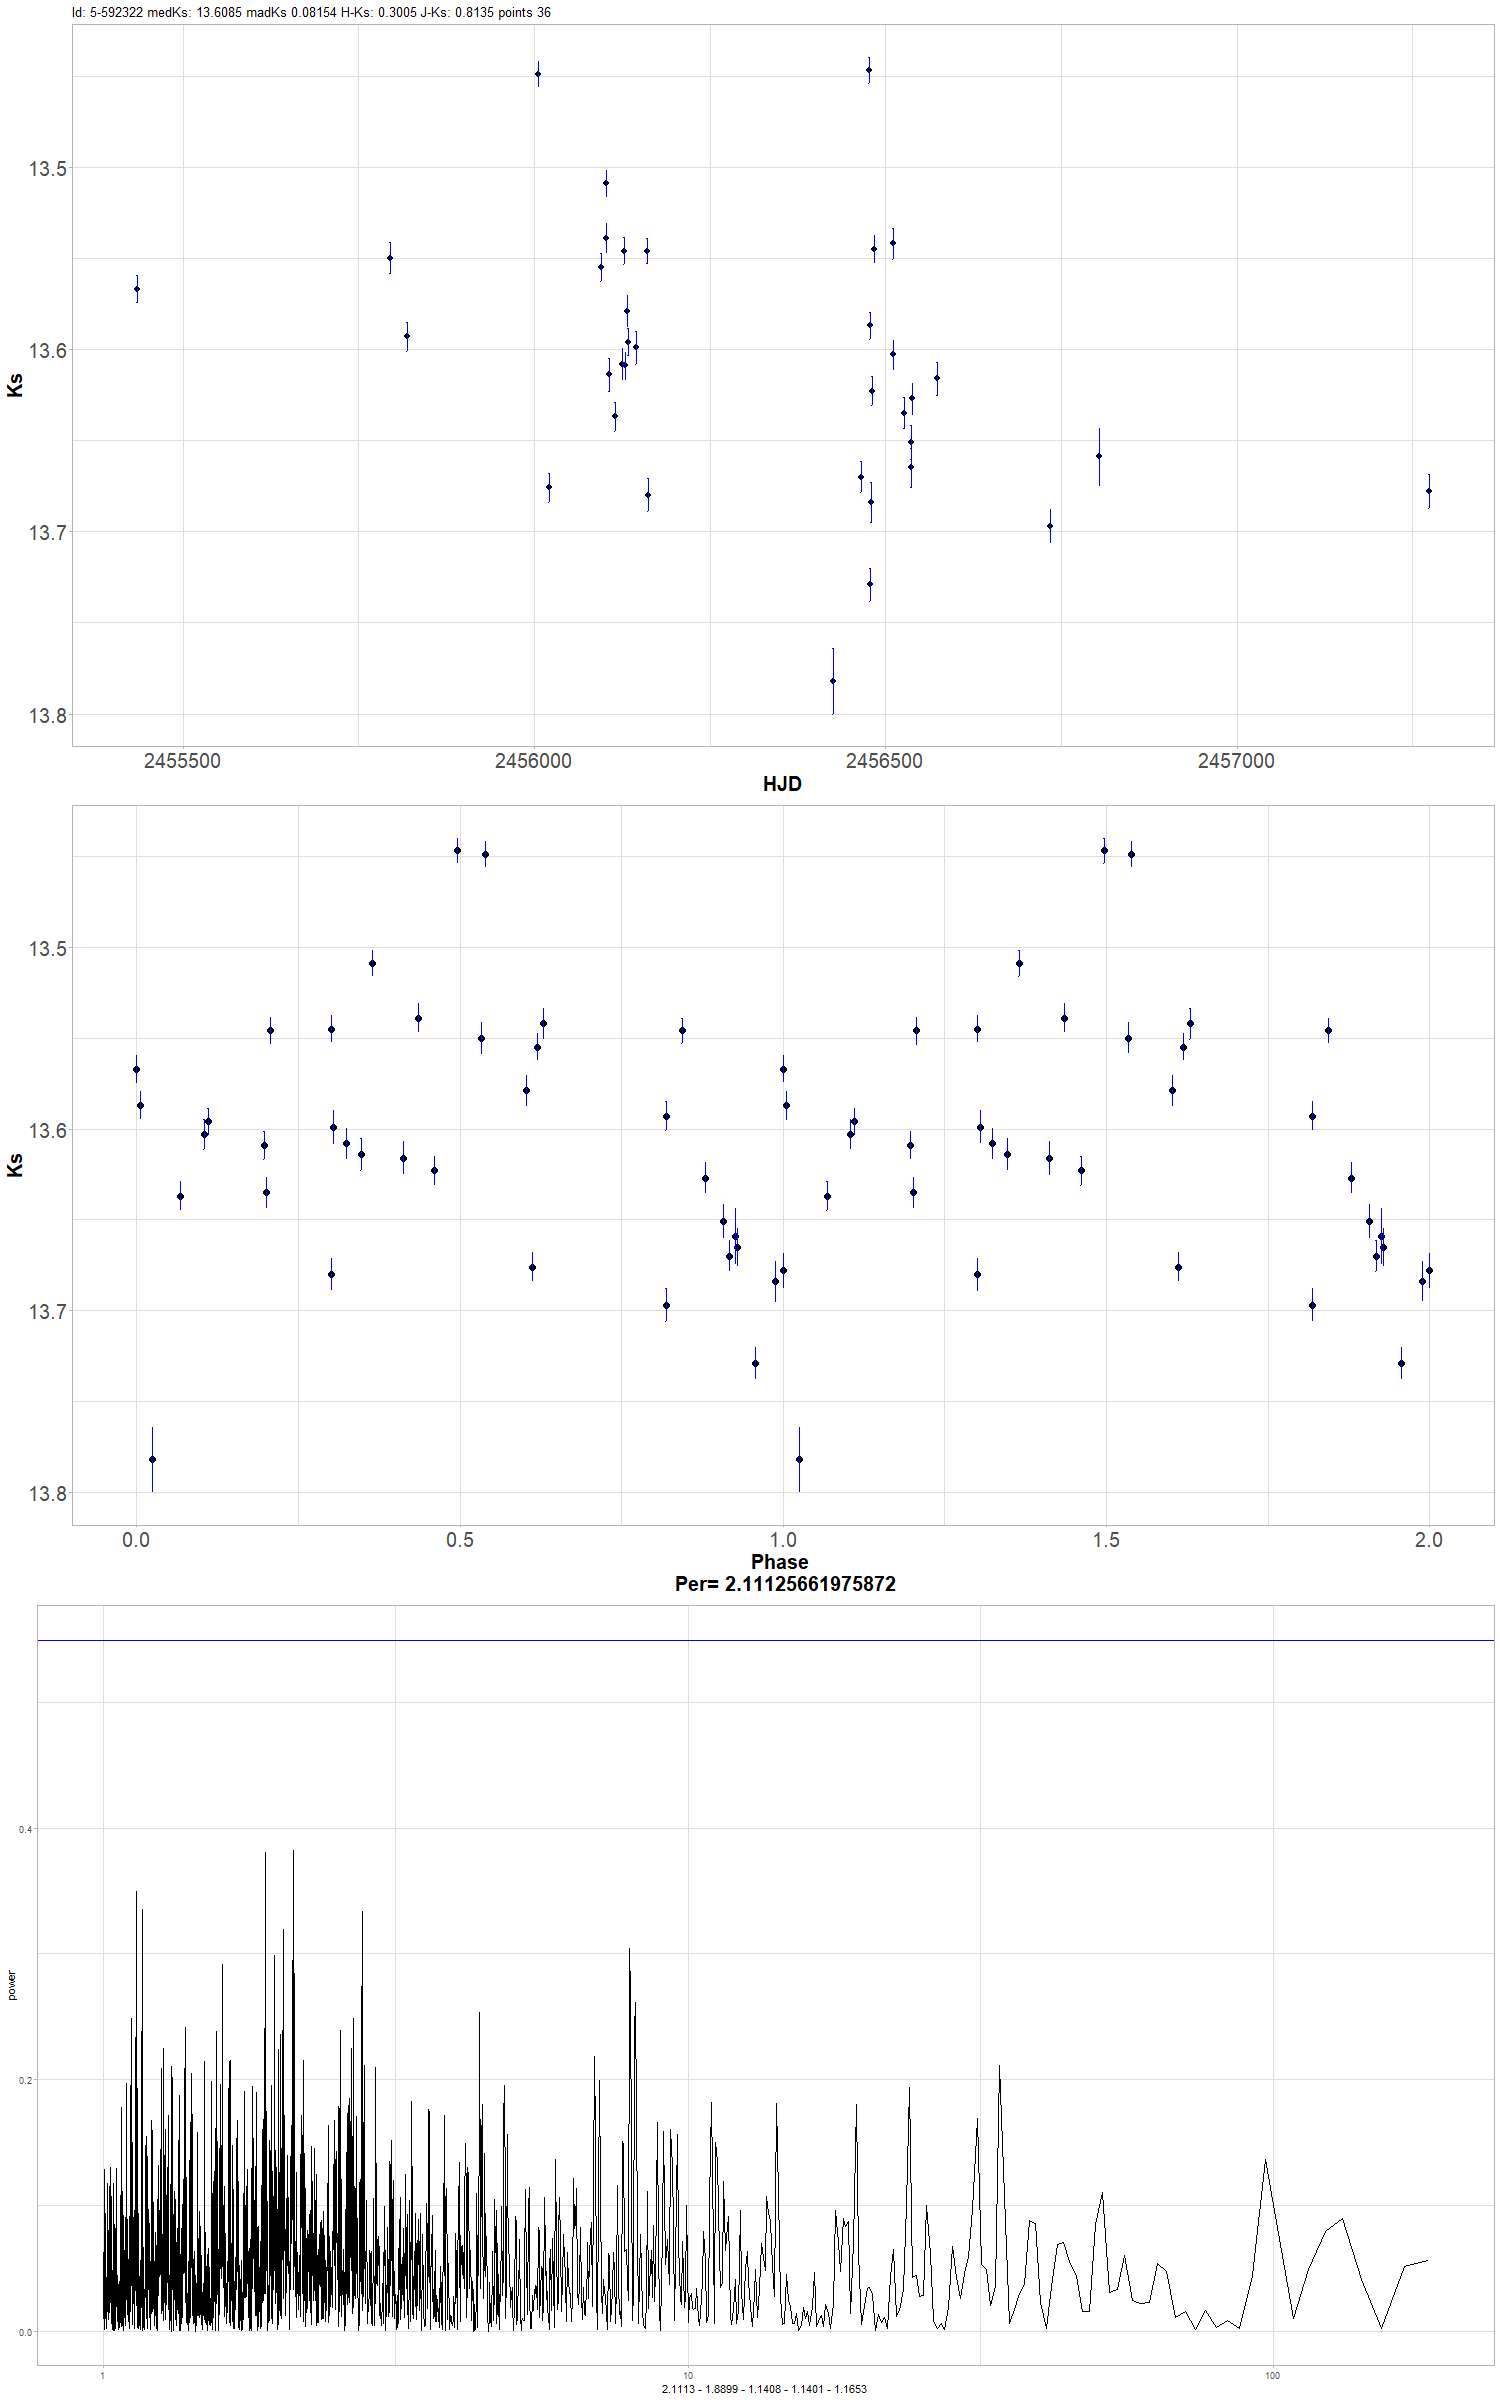 Id: 5-592322 medKs: 13.6085 madKs 0.08154 H-Ks: 0.3005 J-Ks: 0.8135 points 36
13.5
13.6
13.7
13.8
Ks
2455500 2456000 2456500 2457000
HJD
13.5
13.6
13.7
13.8
Ks
0.0 0.5 1.0 1.5 2.0
Phase
Per= 2.11125661975872
0.4
0.2
0.0
power
1 10 100
2.1113 - 1.8899 - 1.1408 - 1.1401 - 1.1653